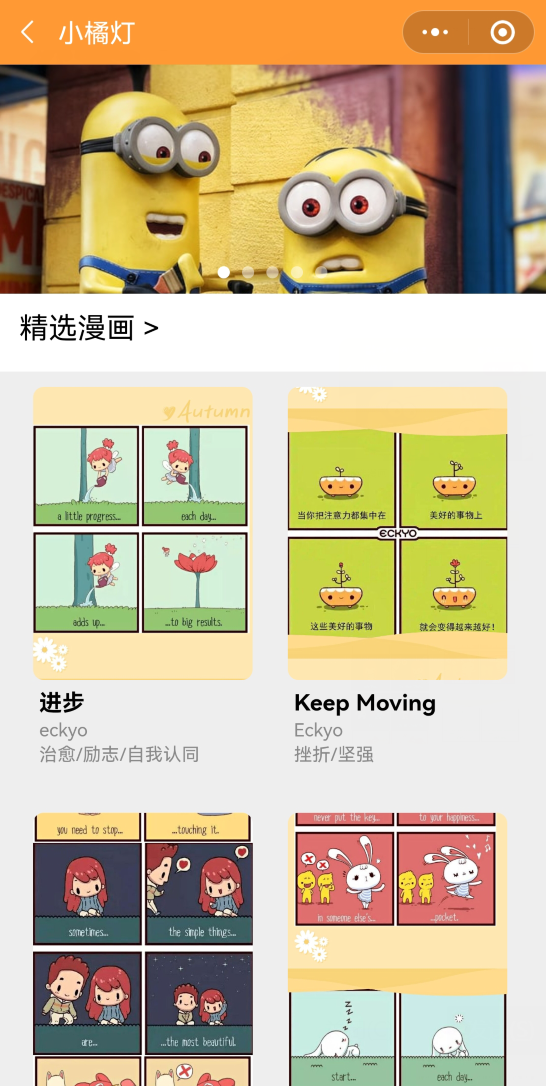 小橘灯
NG
ESPICAB
M
精选漫画 >
Autumn
a little progress...
each day...
adds up...
...to big results.
当你把注意力都集中在
美好的事物上
ECKYO
这些美好的事物
就会变得越来越好!
进步
eckyo
治愈/励志/自我认同
Keep Moving
Eckyo
挫折/坚强
you need to stop...
...touching it.
sometimes...
the simple things...
are...
...the most beautiful.
never put the key...
to your happiness...
in someone else's...
...pocket.
z z z z
start...
each day...